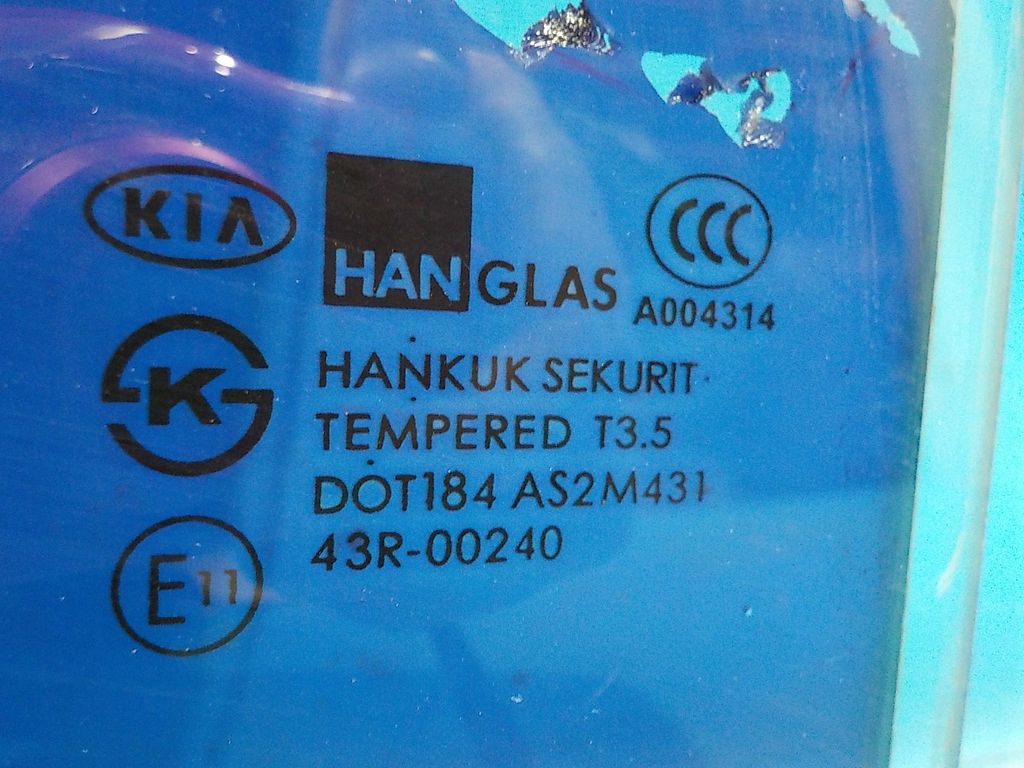 KIA
HANGLAS
CCC
A004314
K
HANKUK SEKURIT
TEMPERED T3.5
DOT184 AS2M431
43R-00240
E11